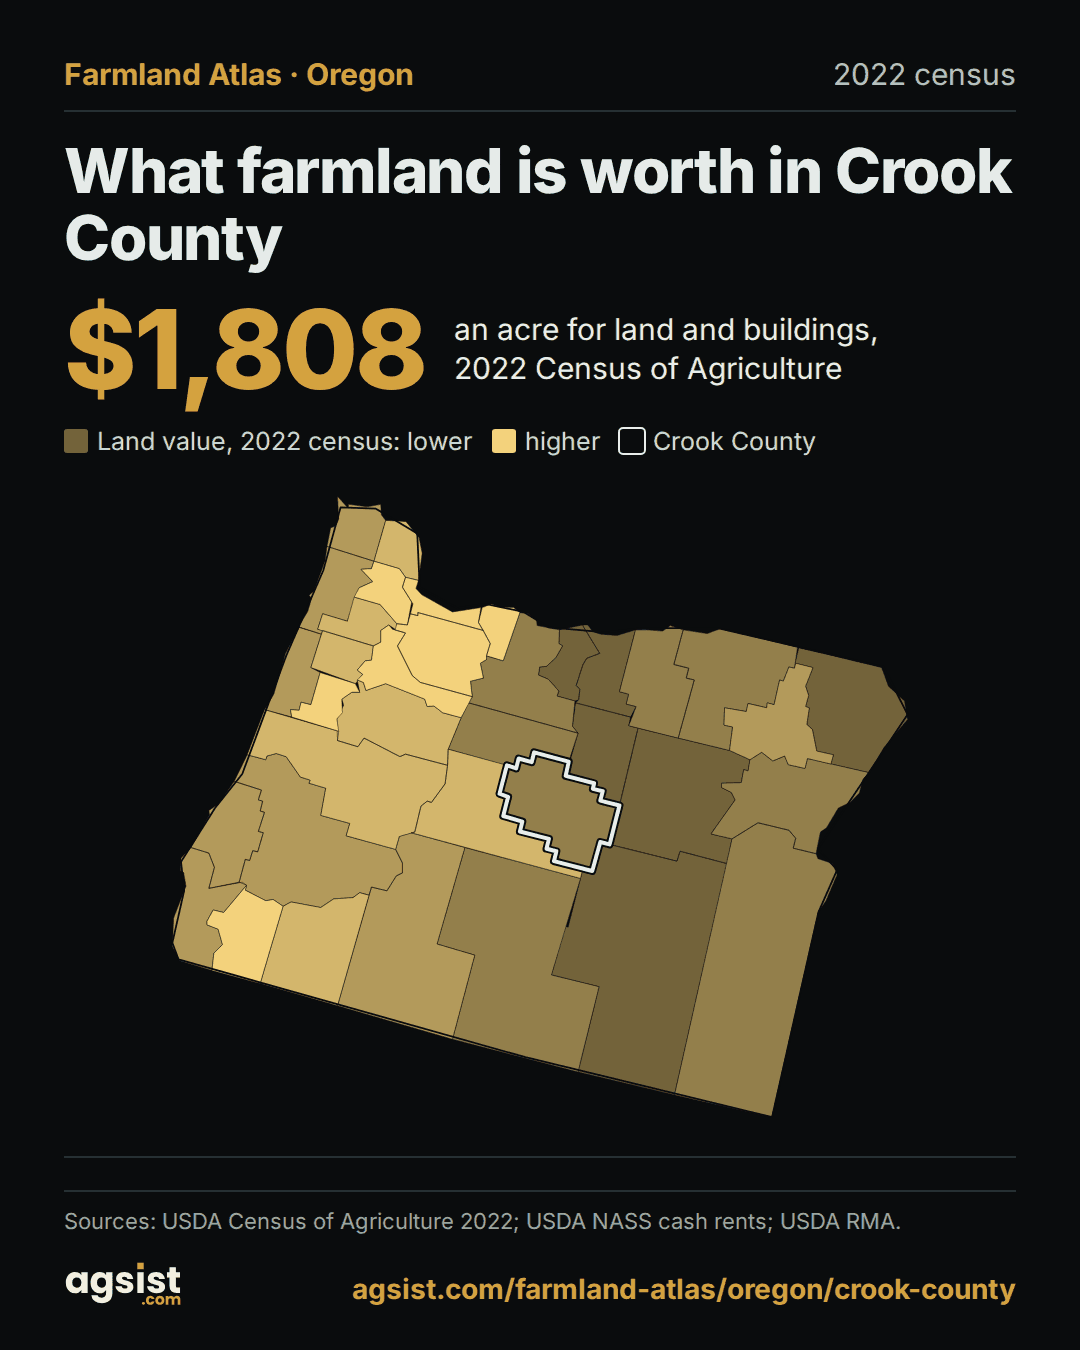 Farmland Atlas · Oregon
2022 census
What farmland is worth in Crook
County
$1,808
an acre for land and buildings,
2022 Census of Agriculture
Land value, 2022 census: lower
higher
Crook County
Sources: USDA Census of Agriculture 2022; USDA NASS cash rents; USDA RMA.
agsist
.com
agsist.com/farmland-atlas/oregon/crook-county